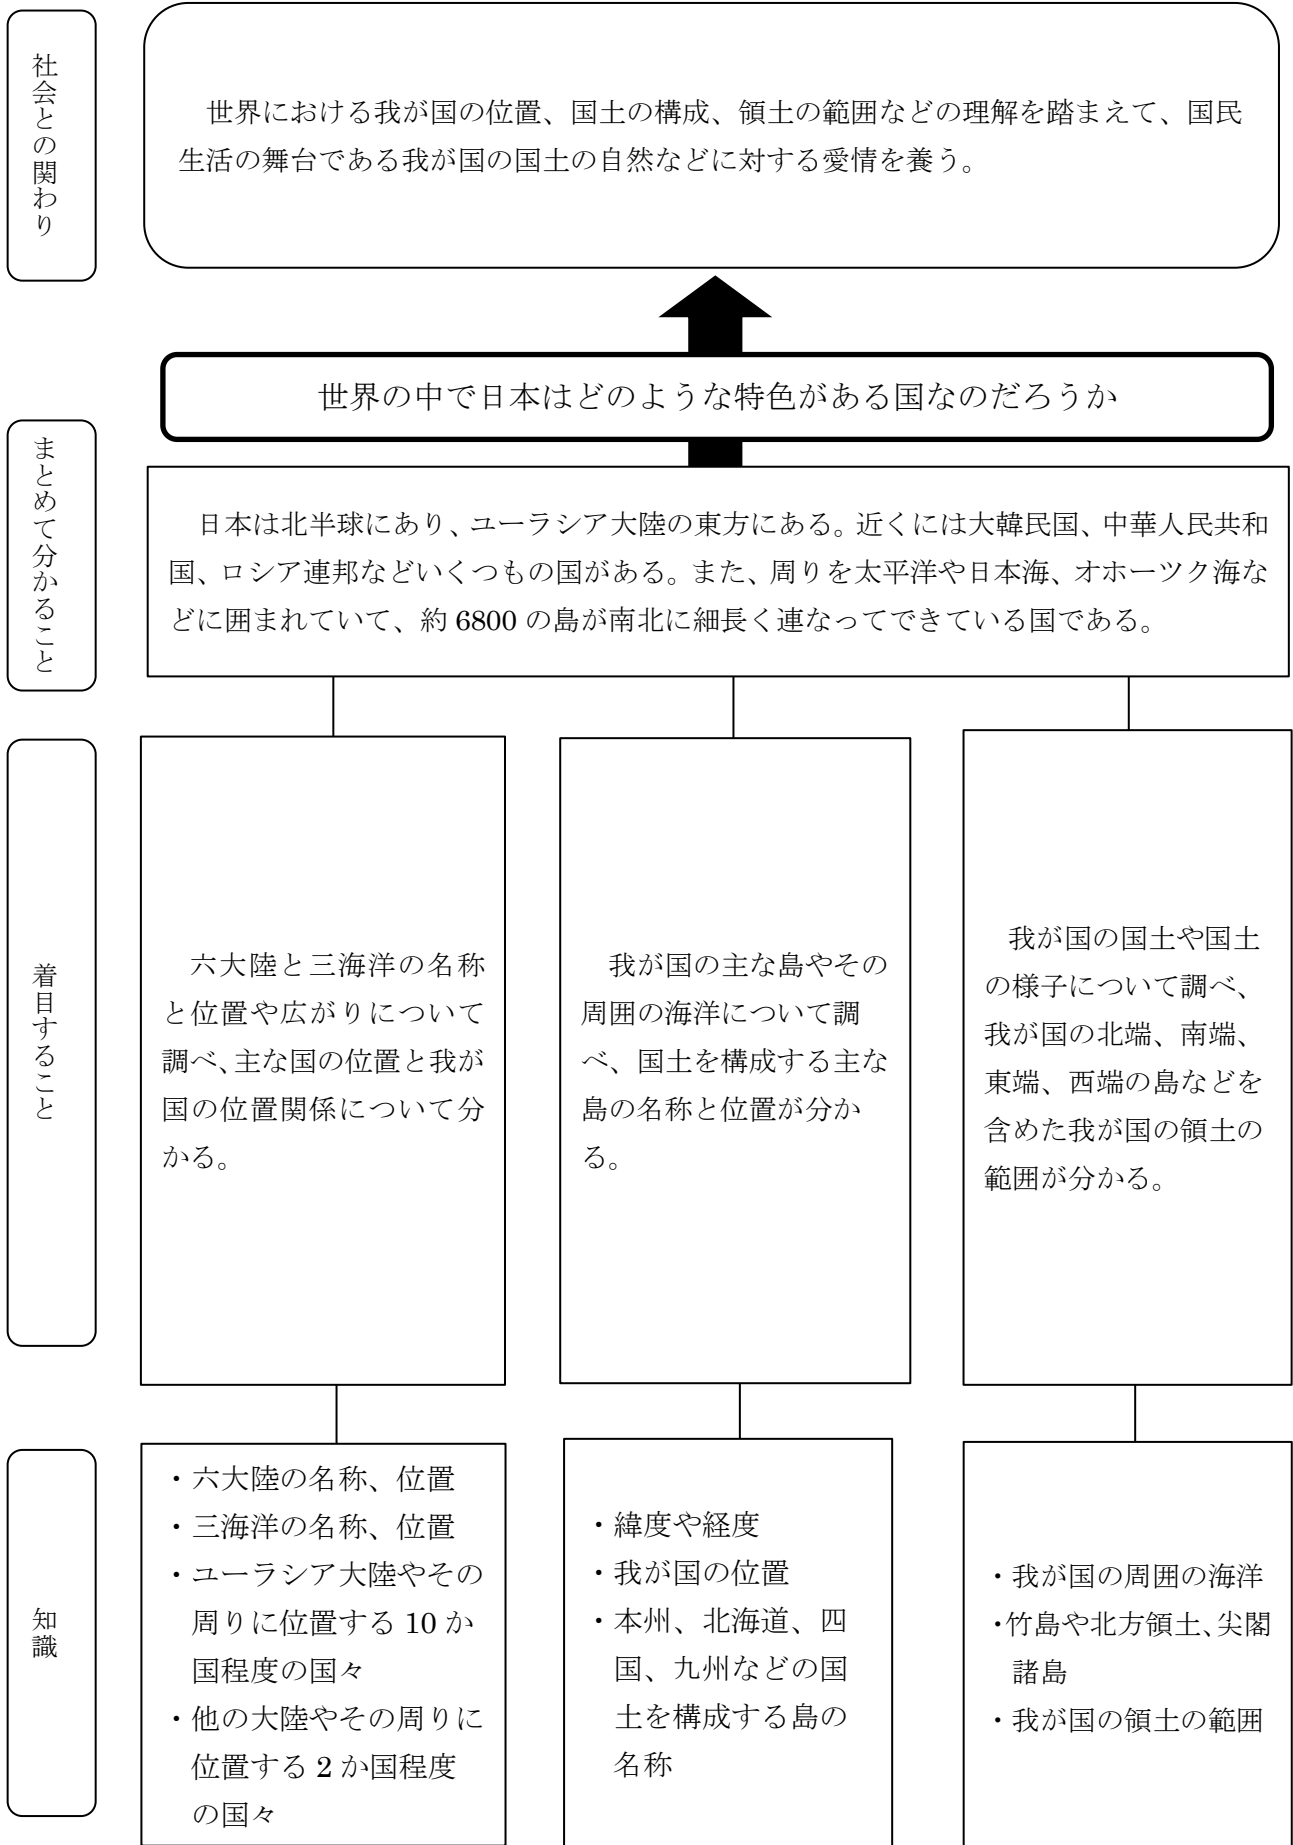 社会との関わり
世界における我が国の位置、国土の構成、領土の範囲などの理解を踏まえて、国民
生活の舞台である我が国の国土の自然などに対する愛情を養う。
世界の中で日本はどのような特色がある国なのだろうか
まとめて分かること
日本は北半球にあり、ユーラシア大陸の東方にある。近くには大韓民国、中華人民共和
国、ロシア連邦などいくつもの国がある。また、周りを太平洋や日本海、オホーツク海な
どに囲まれていて、約 6800 の島が南北に細長く連なってできている国である。
着目すること
六大陸と三海洋の名称
と位置や広がりについて
調べ、主な国の位置と我が
国の位置関係について分
かる。
我が国の主な島やその
周囲の海洋について調
べ、国土を構成する主な
島の名称と位置が分か
る。
我が国の国土や国土
の様子について調べ、
我が国の北端、南端、
東端、西端の島などを
含めた我が国の領土の
範囲が分かる。
知識
・六大陸の名称、位置
・三海洋の名称、位置
・ユーラシア大陸やその
周りに位置する 10 か
国程度の国々
・他の大陸やその周りに
位置する 2 か国程度
の国々
・緯度や経度
・我が国の位置
・本州、北海道、四
国、九州などの国
土を構成する島の
名称
・我が国の周囲の海洋
・竹島や北方領土、尖閣
諸島
・我が国の領土の範囲